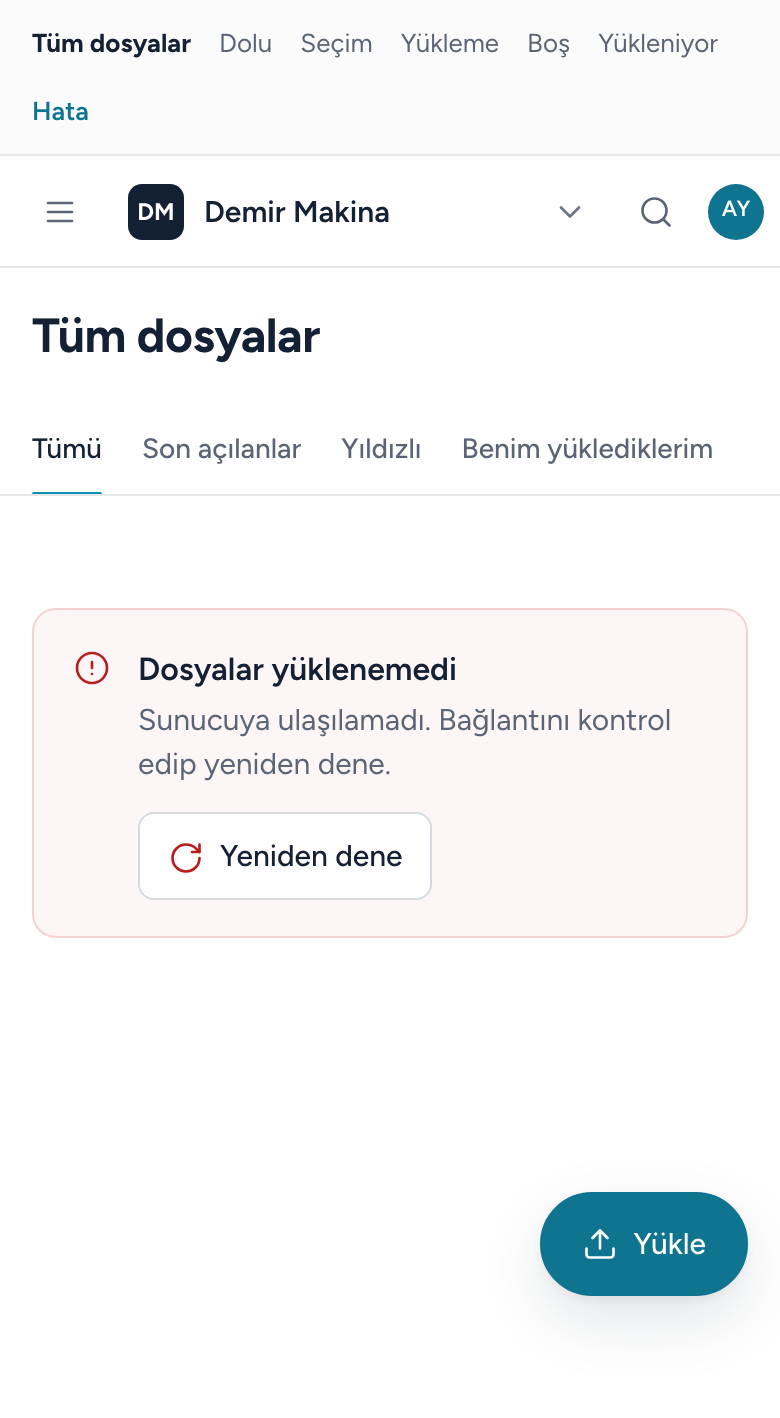 Tüm dosyalar Dolu Seçim Yükleme Boş Yükleniyor
Hata
DM Demir Makina AY
Tüm dosyalar
Tümü Son açılanlar Yıldızlı Benim yüklediklerim
Dosyalar yüklenemedi
Sunucuya ulaşılamadı. Bağlantını kontrol
edip yeniden dene.
Yeniden dene
Yükle